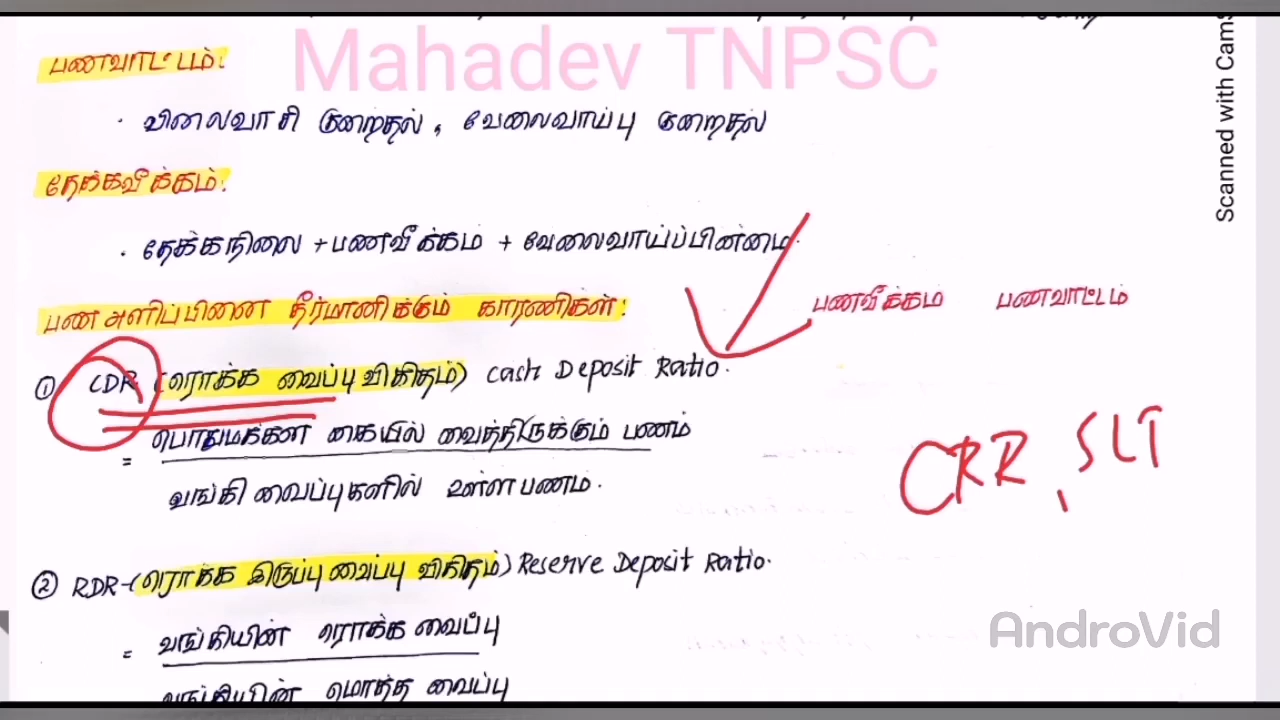 Mahadev TNPSC
பணவாட்டம்:
· விலைவாசி குறைதல், வேலைவாய்ப்பு குறைதல்
தேக்கவீக்கம்:
· தேக்கநிலை + பணவீக்கம் + வேலைவாய்ப்பின்மை.
பண அளிப்பினை தீர்மானிக்கும் காரணிகள்:
பணவீக்கம் பணவாட்டம்
① CDR (ரொக்க வைப்பு விகிதம்) Cash Deposit Ratio.
= பொதுமக்கள் கையில் வைத்திருக்கும் பணம்
வங்கி வைப்புகளில் உள்ள பணம்.
CRR, SLT
② RDR-(ரொக்க இருப்பு வைப்பு விகிதம்) Reserve Deposit Ratio.
= வங்கியின் ரொக்க வைப்பு
வங்கியின் மொத்த வைப்பு
AndroVid
Scanned with Cams